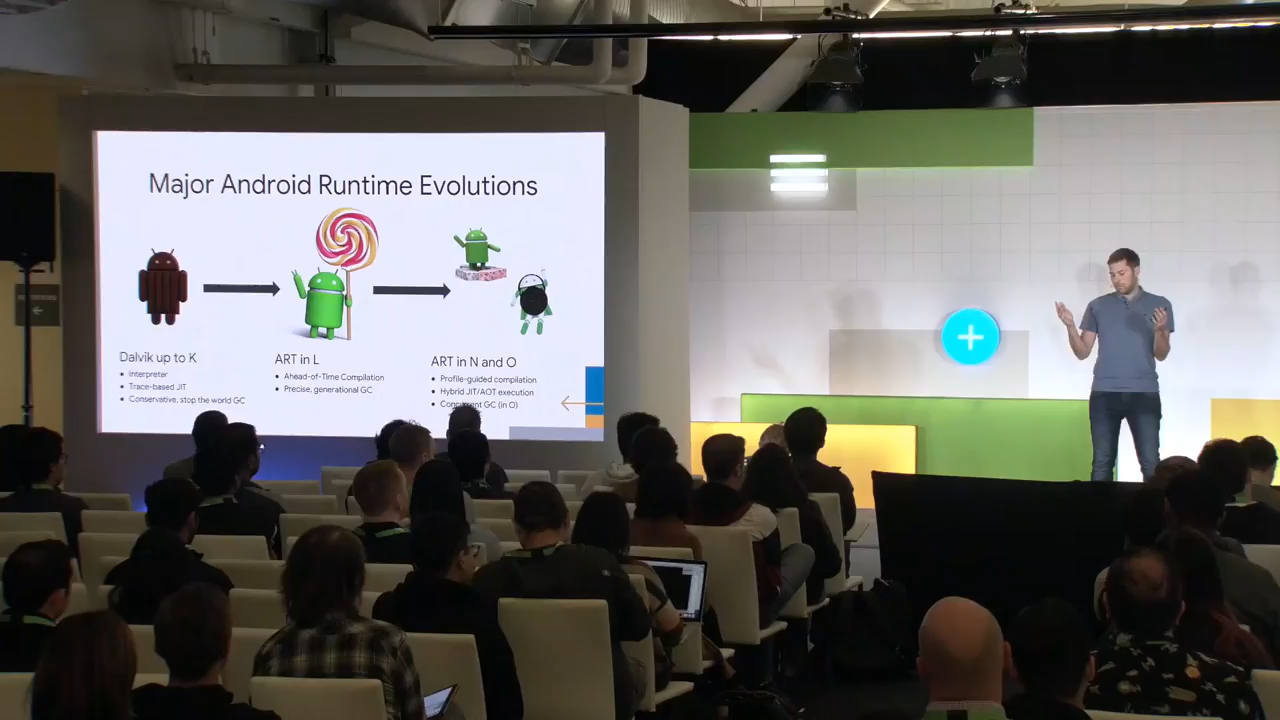 Major Android Runtime Evolutions
Dalvik up to K
• Interpreter
• Trace-based JIT
• Conservative, stop the world GC
ART in L
• Ahead-of-Time Compilation
• Precise, generational GC
ART in N and O
• Profile-guided compilation
• Hybrid JIT/AOT execution
• Concurrent GC (in O)